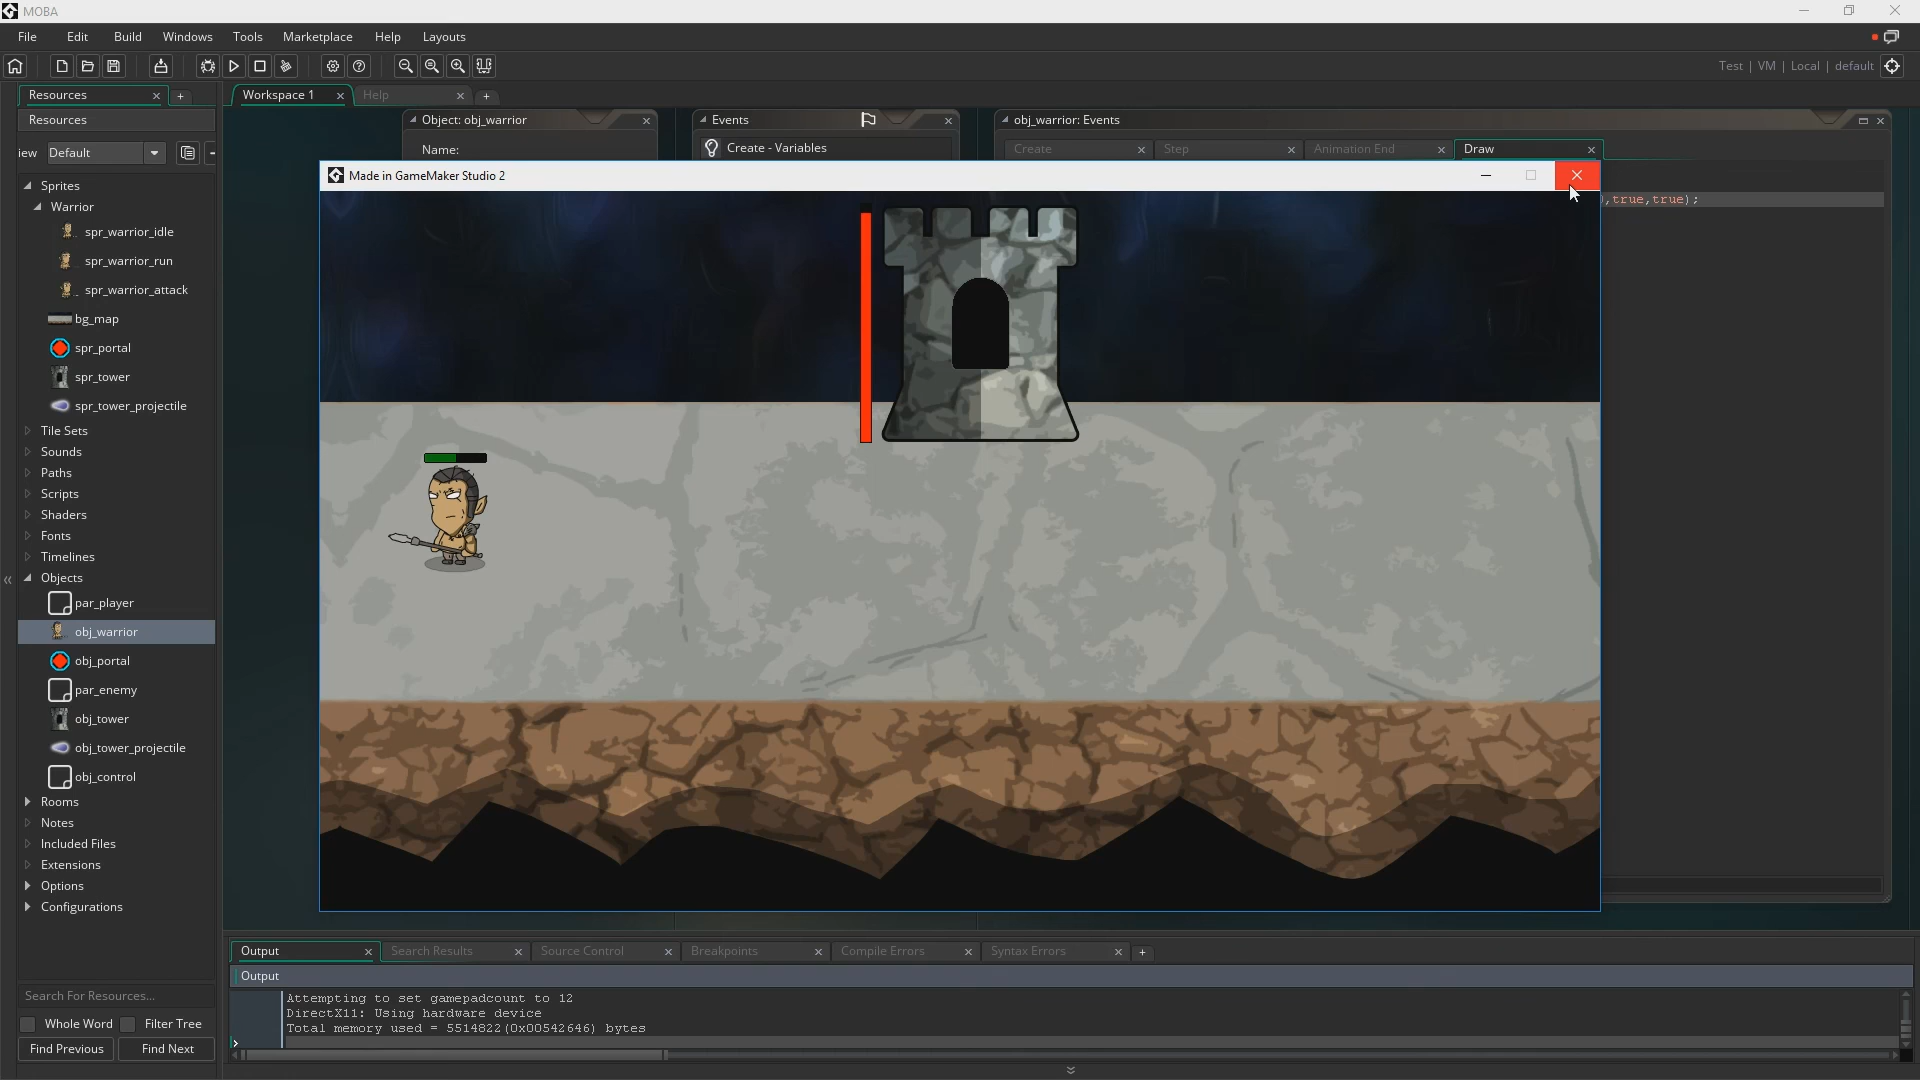 MOBA
File Edit Build Windows Tools Marketplace Help Layouts
Test | VM | Local | default
Resources
Workspace 1
Help
Resources
iew Default
Object: obj_warrior
Name:
Events
Create - Variables
obj_warrior: Events
Create
Step
Animation End
Draw
,true,true);
Made in GameMaker Studio 2
Sprites
Warrior
spr_warrior_idle
spr_warrior_run
spr_warrior_attack
bg_map
spr_portal
spr_tower
spr_tower_projectile
Tile Sets
Sounds
Paths
Scripts
Shaders
Fonts
Timelines
Objects
par_player
obj_warrior
obj_portal
par_enemy
obj_tower
obj_tower_projectile
obj_control
Rooms
Notes
Included Files
Extensions
Options
Configurations
Search For Resources...
Whole Word
Filter Tree
Find Previous
Find Next
Output
Search Results
Source Control
Breakpoints
Compile Errors
Syntax Errors
Output
Attempting to set gamepadcount to 12
DirectX11: Using hardware device
Total memory used = 5514822(0x00542646) bytes